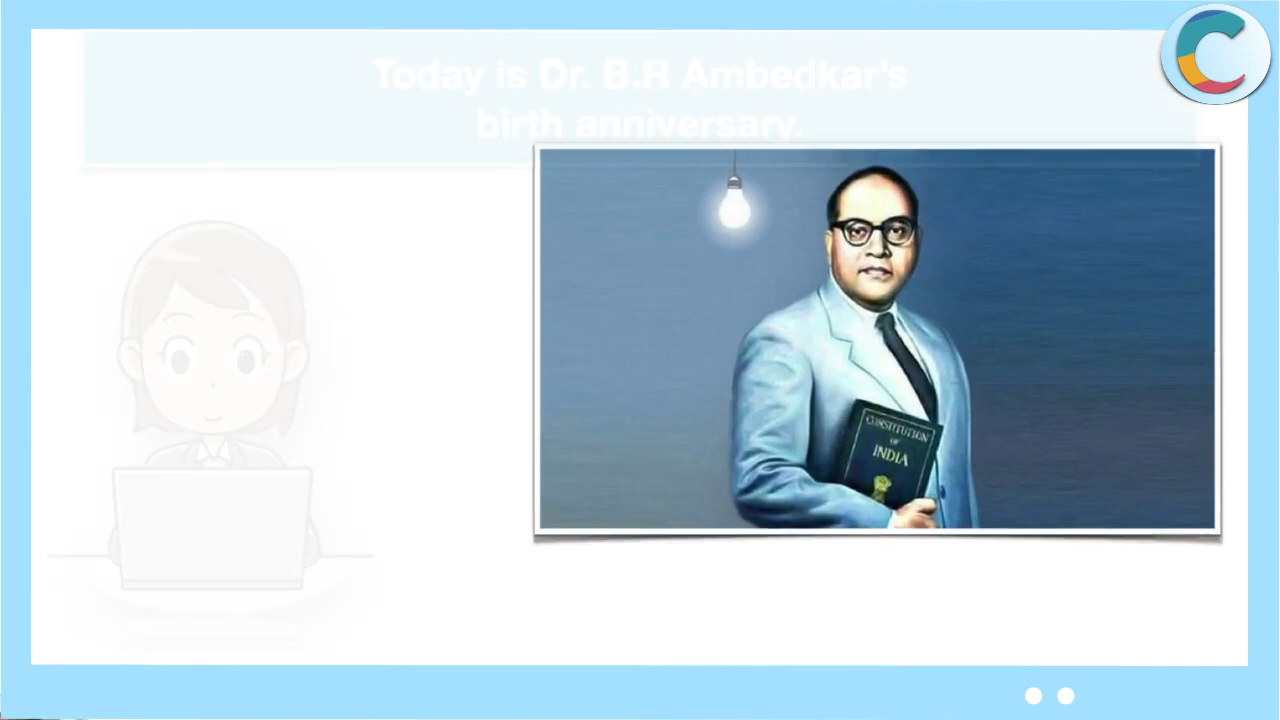 Today is Dr. B.R Ambedkar's
birth anniversary.
CONSTITUTION
OF
INDIA